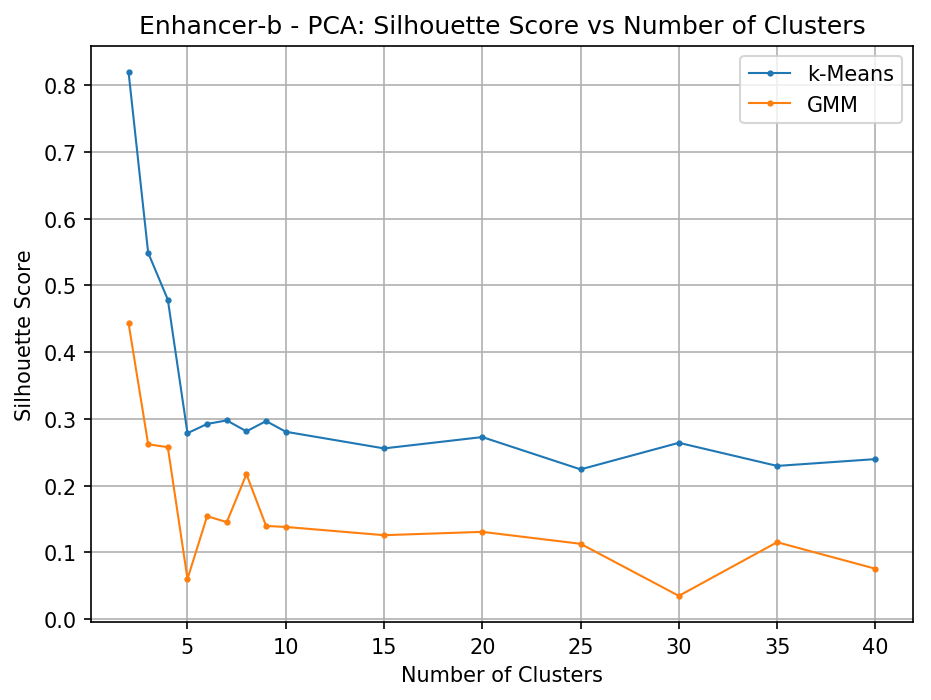 Enhancer-b - PCA: Silhouette Score vs Number of Clusters
k-Means
GMM
Silhouette Score
0.8
0.7
0.6
0.5
0.4
0.3
0.2
0.1
0.0
5 10 15 20 25 30 35 40
Number of Clusters